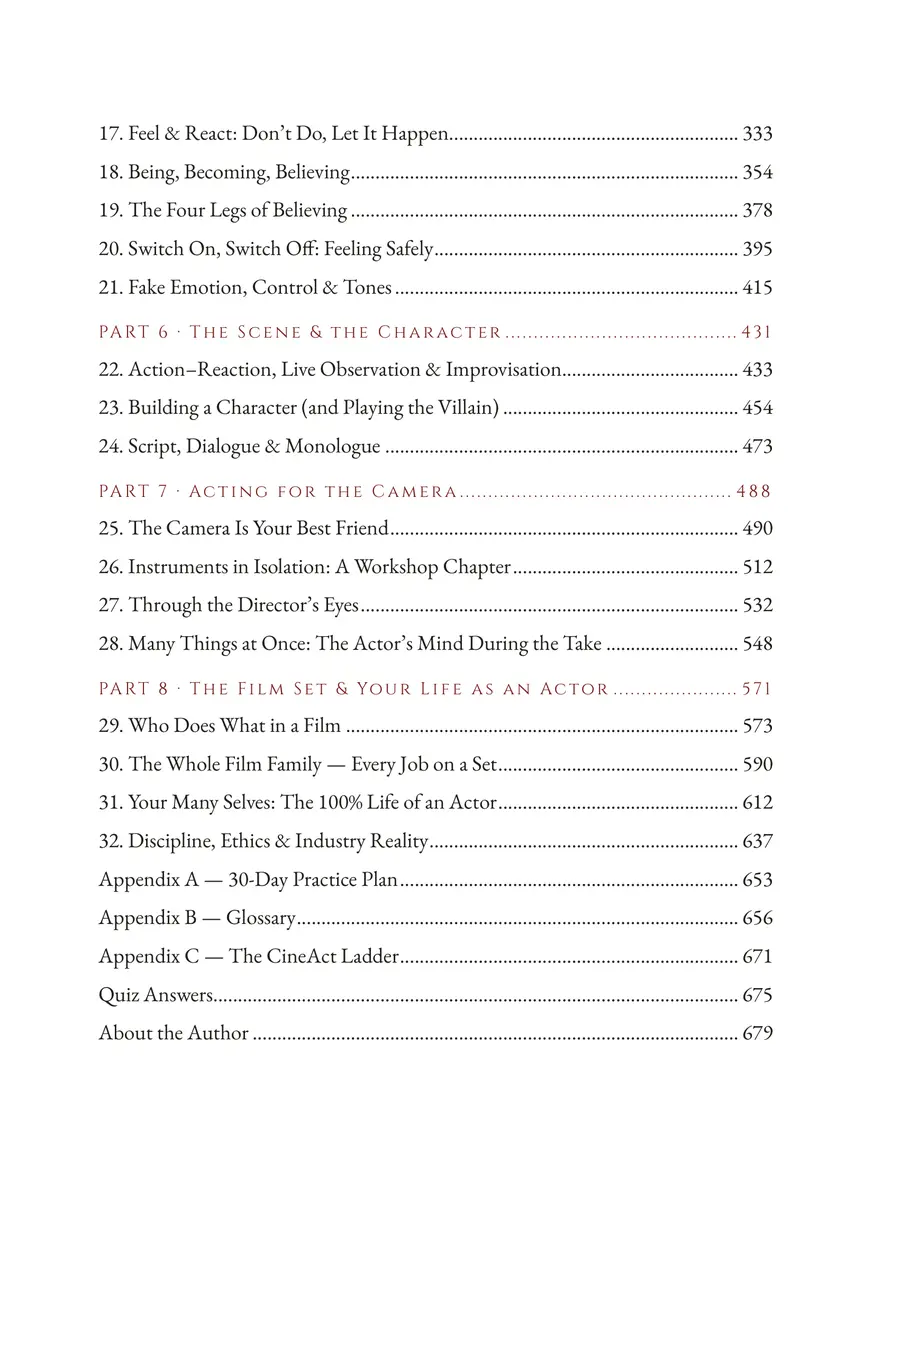 17. Feel & React: Don’t Do, Let It Happen.......................................................... 333
18. Being, Becoming, Believing.............................................................................. 354
19. The Four Legs of Believing .............................................................................. 378
20. Switch On, Switch Off: Feeling Safely............................................................. 395
21. Fake Emotion, Control & Tones ..................................................................... 415
PART 6 · THE SCENE & THE CHARACTER ......................................... 431
22. Action–Reaction, Live Observation & Improvisation.................................... 433
23. Building a Character (and Playing the Villain) ............................................... 454
24. Script, Dialogue & Monologue ....................................................................... 473
PART 7 · ACTING FOR THE CAMERA ................................................ 488
25. The Camera Is Your Best Friend...................................................................... 490
26. Instruments in Isolation: A Workshop Chapter.............................................. 512
27. Through the Director’s Eyes............................................................................ 532
28. Many Things at Once: The Actor’s Mind During the Take ........................... 548
PART 8 · THE FILM SET & YOUR LIFE AS AN ACTOR ...................... 571
29. Who Does What in a Film ............................................................................... 573
30. The Whole Film Family — Every Job on a Set................................................. 590
31. Your Many Selves: The 100% Life of an Actor................................................. 612
32. Discipline, Ethics & Industry Reality............................................................... 637
Appendix A — 30-Day Practice Plan..................................................................... 653
Appendix B — Glossary.......................................................................................... 656
Appendix C — The CineAct Ladder..................................................................... 671
Quiz Answers........................................................................................................... 675
About the Author ................................................................................................... 679